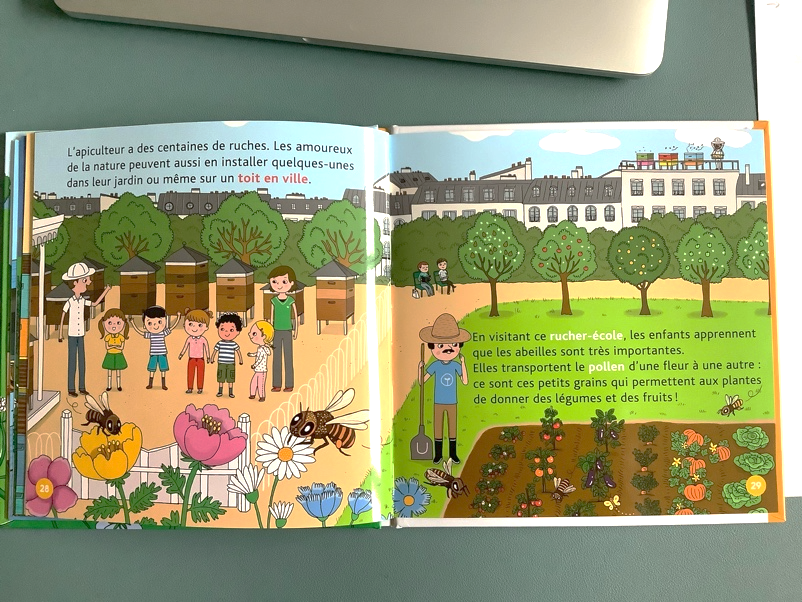 L'apiculteur a des centaines de ruches. Les amoureux
de la nature peuvent aussi en installer quelques-unes
dans leur jardin ou même sur un toit en ville.
28
En visitant ce rucher-école, les enfants apprennent
que les abeilles sont très importantes.
Elles transportent le pollen d'une fleur à une autre :
ce sont ces petits grains qui permettent aux plantes
de donner des légumes et des fruits !
29